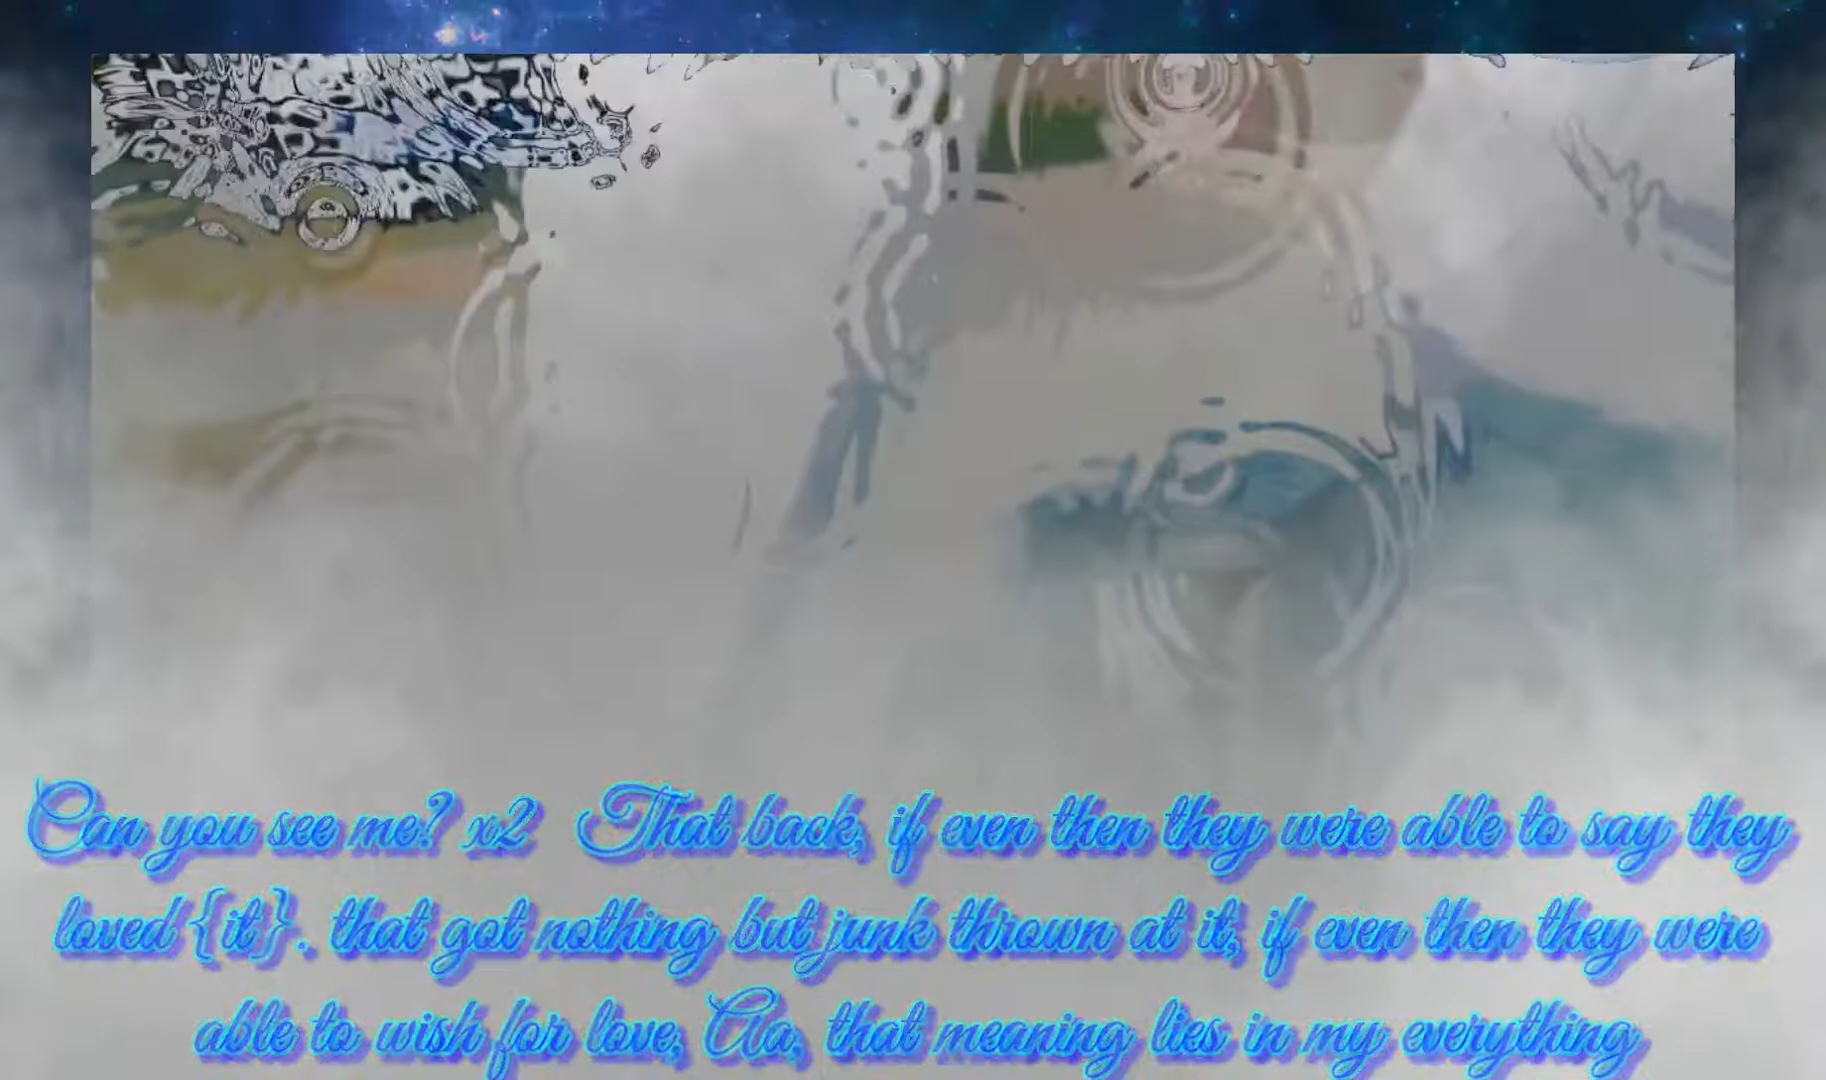 Can you see me? x2 That back, if even then they were able to say they
loved {it}. that got nothing but junk thrown at it, if even then they were
able to wish for love, Aa, that meaning lies in my everything